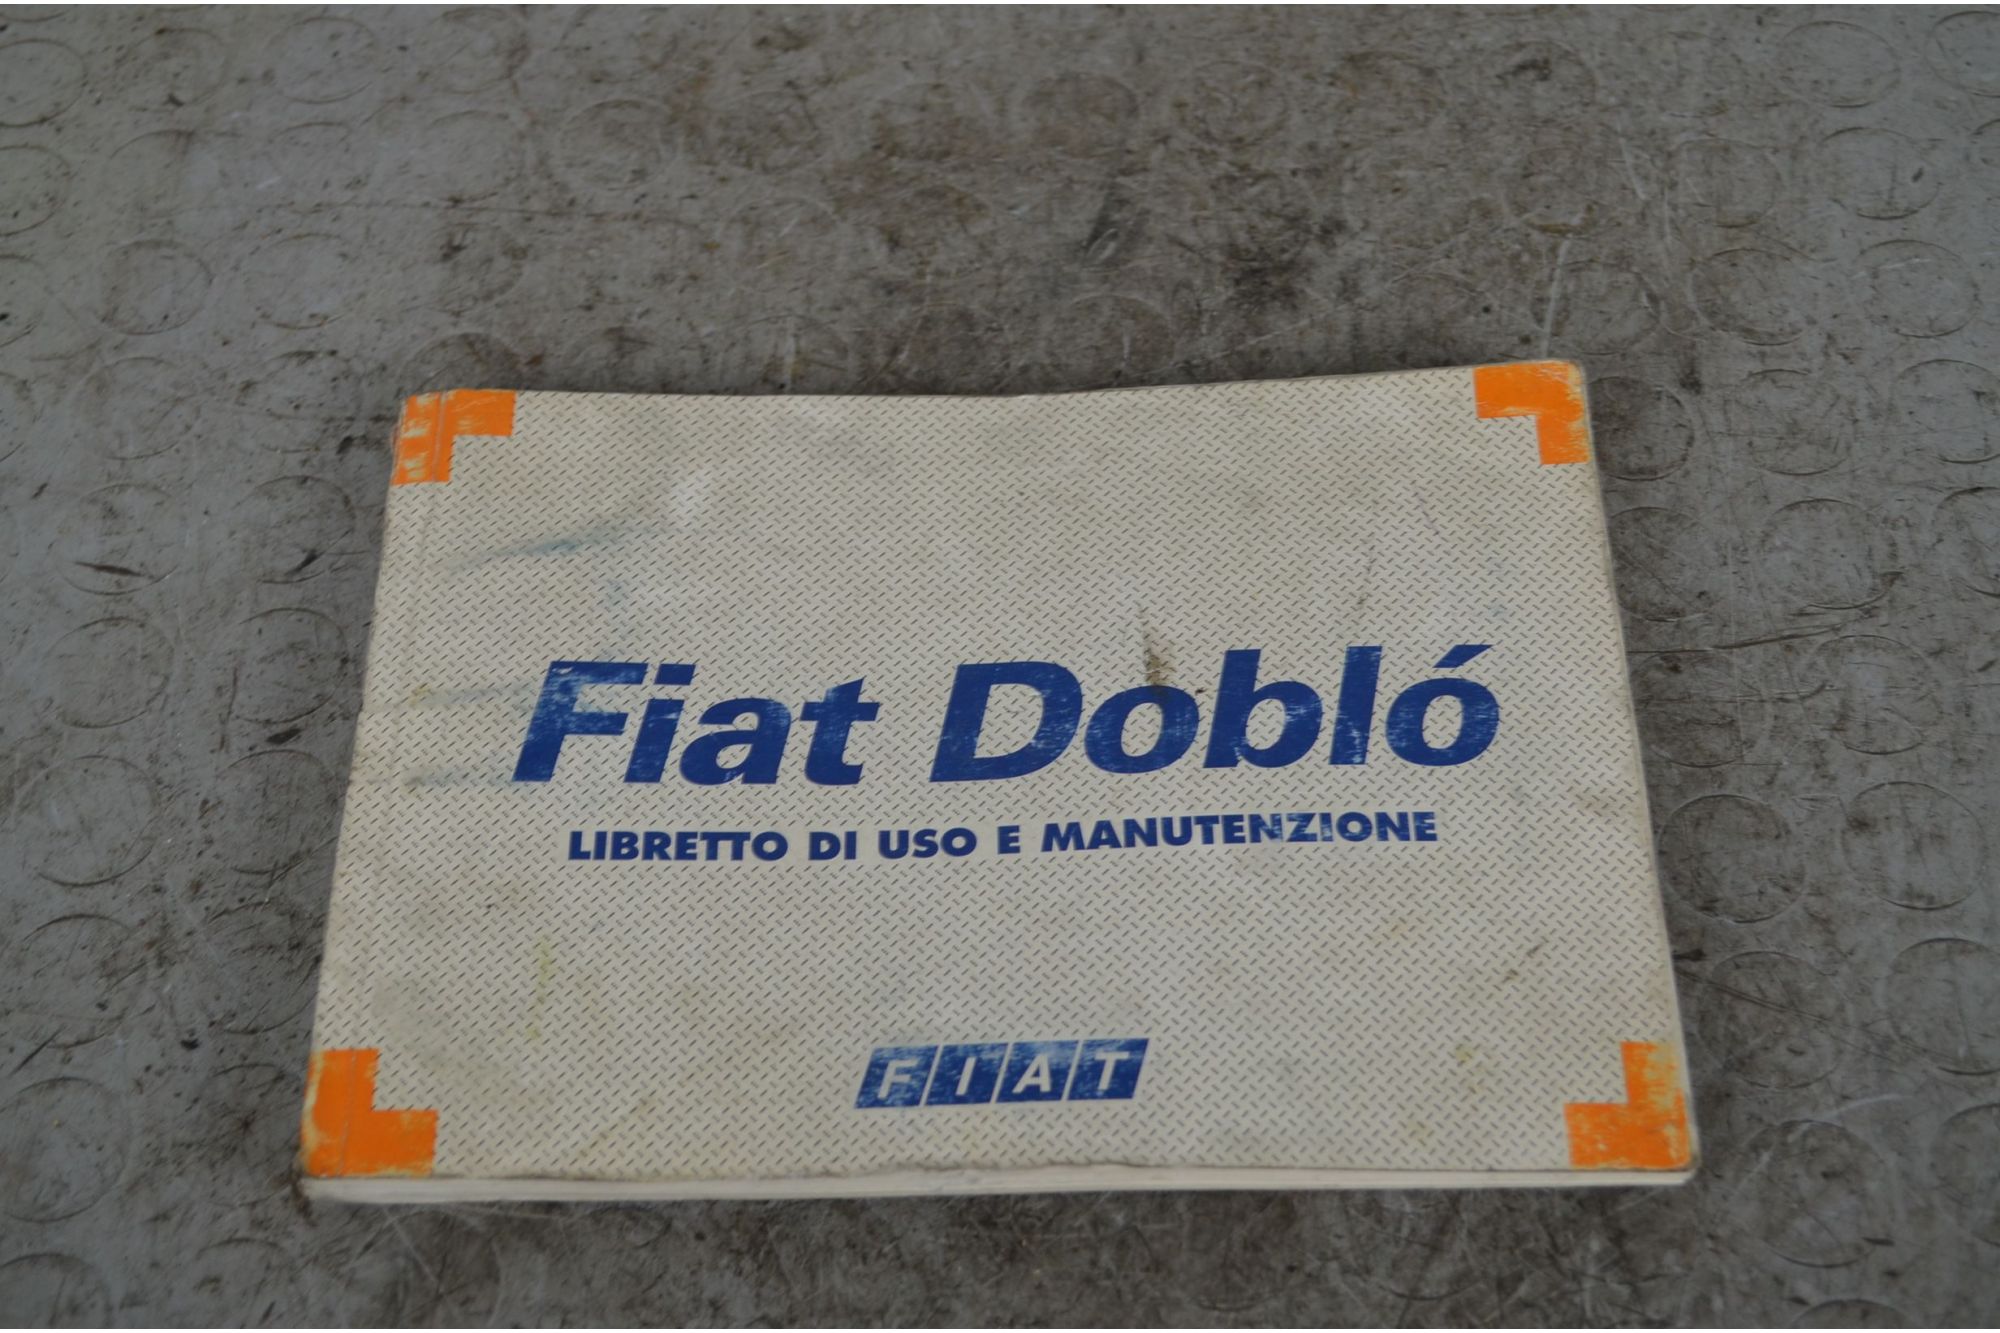 Fiat Dobló
LIBRETTO DI USO E MANUTENZIONE
FIAT